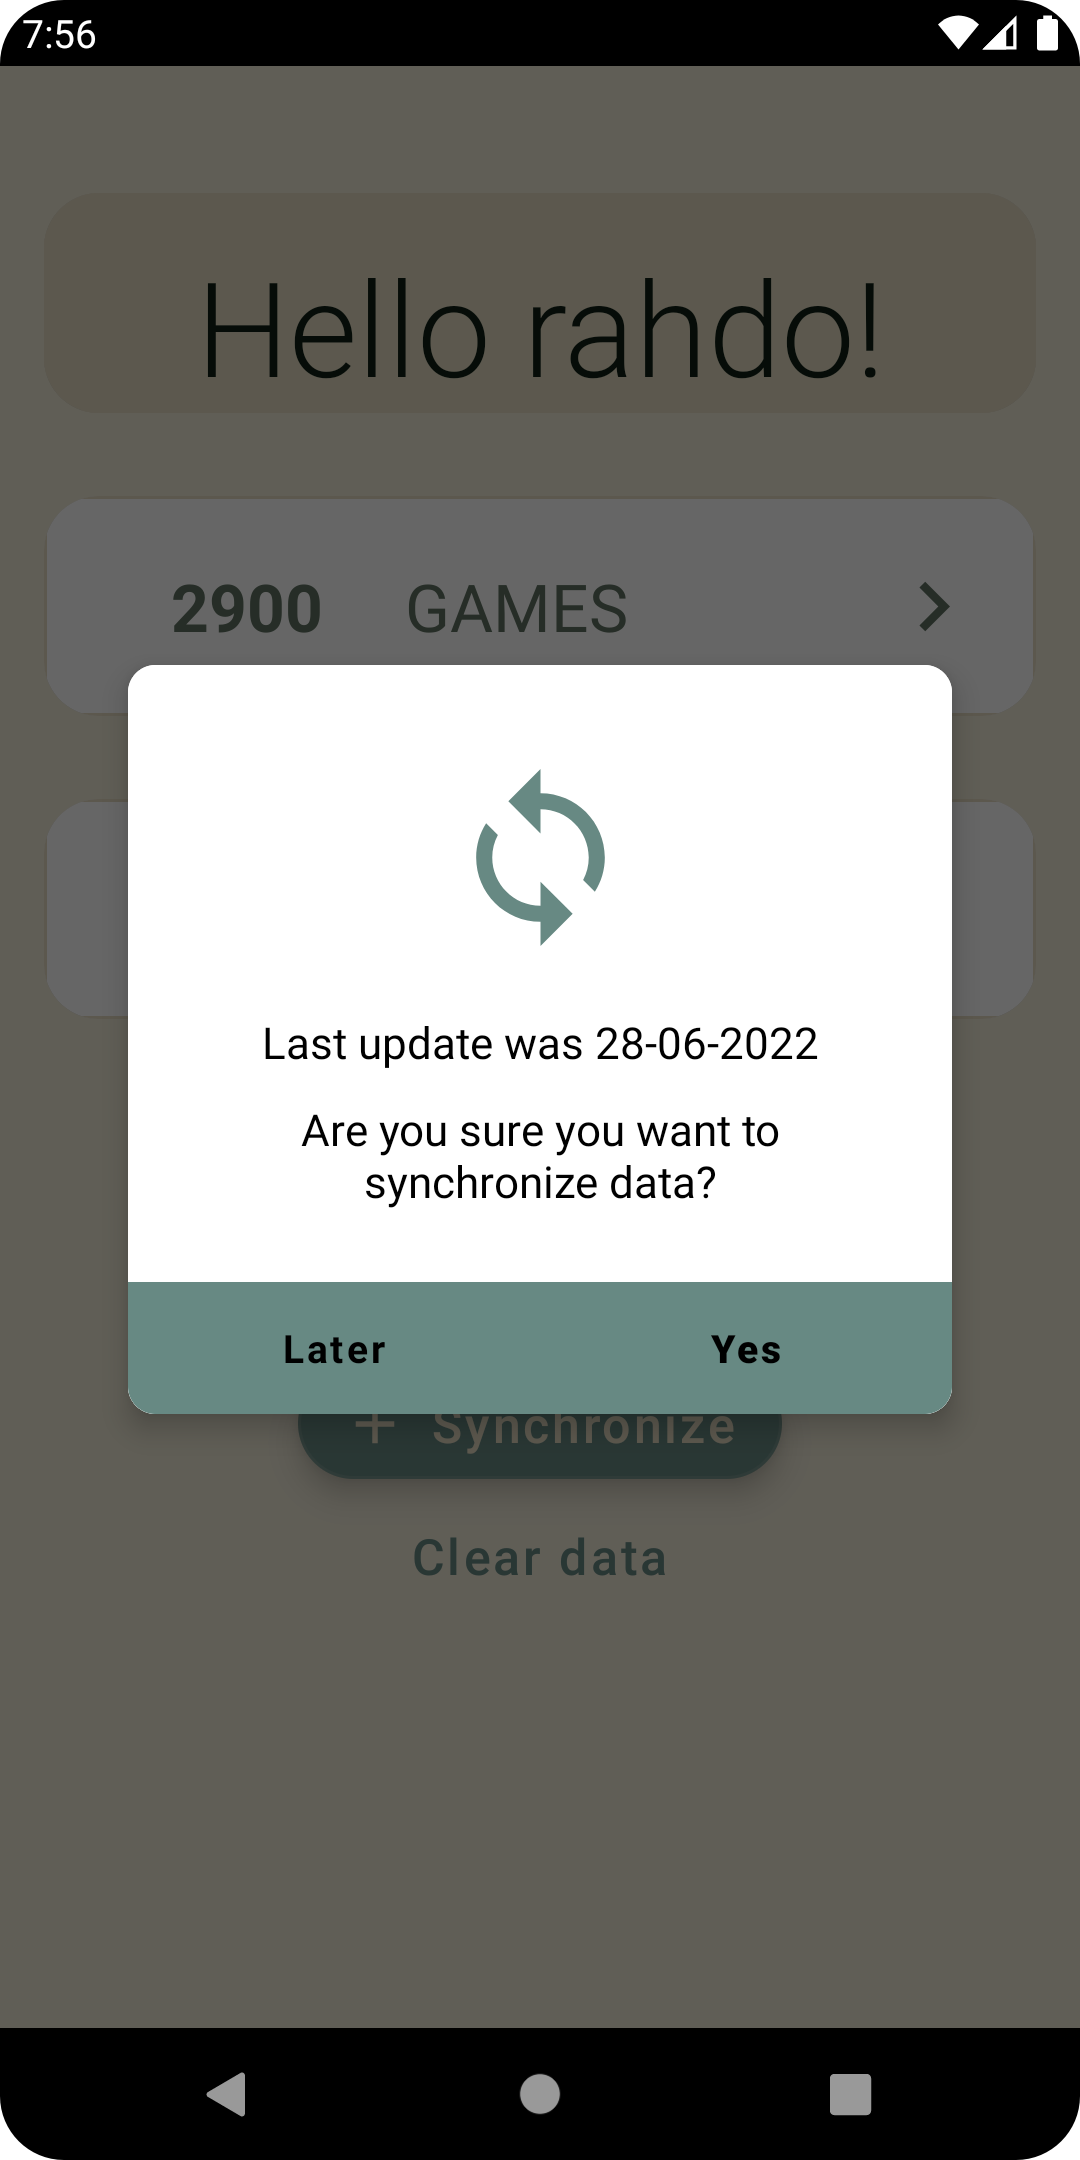 7:56
Hello rahdo!
2900 GAMES
Last update was 28-06-2022
Are you sure you want to
synchronize data?
Later Yes
+ Synchronize
Clear data